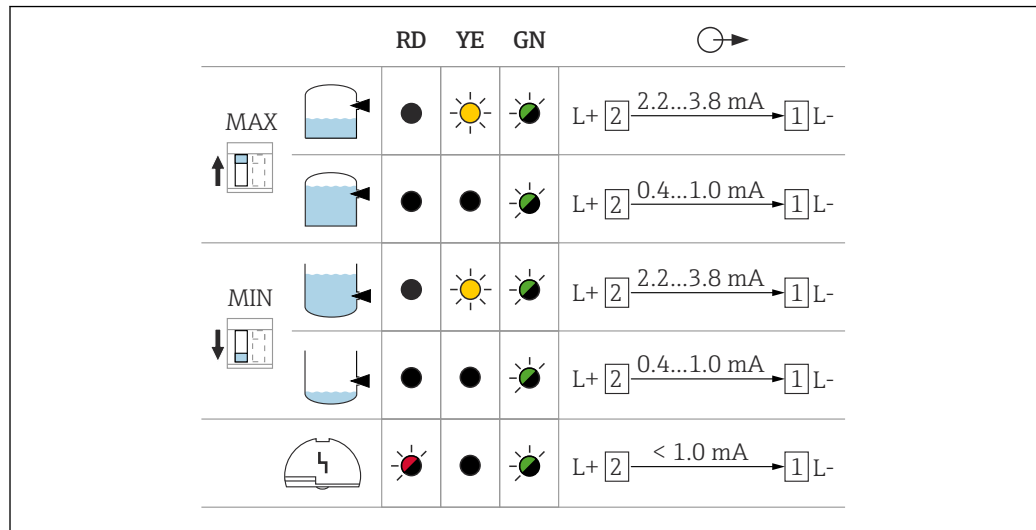 RD YE GN
MAX
L+ 2 2.2...3.8 mA 1 L-
L+ 2 0.4...1.0 mA 1 L-
MIN
L+ 2 2.2...3.8 mA 1 L-
L+ 2 0.4...1.0 mA 1 L-
L+ 2 < 1.0 mA 1 L-